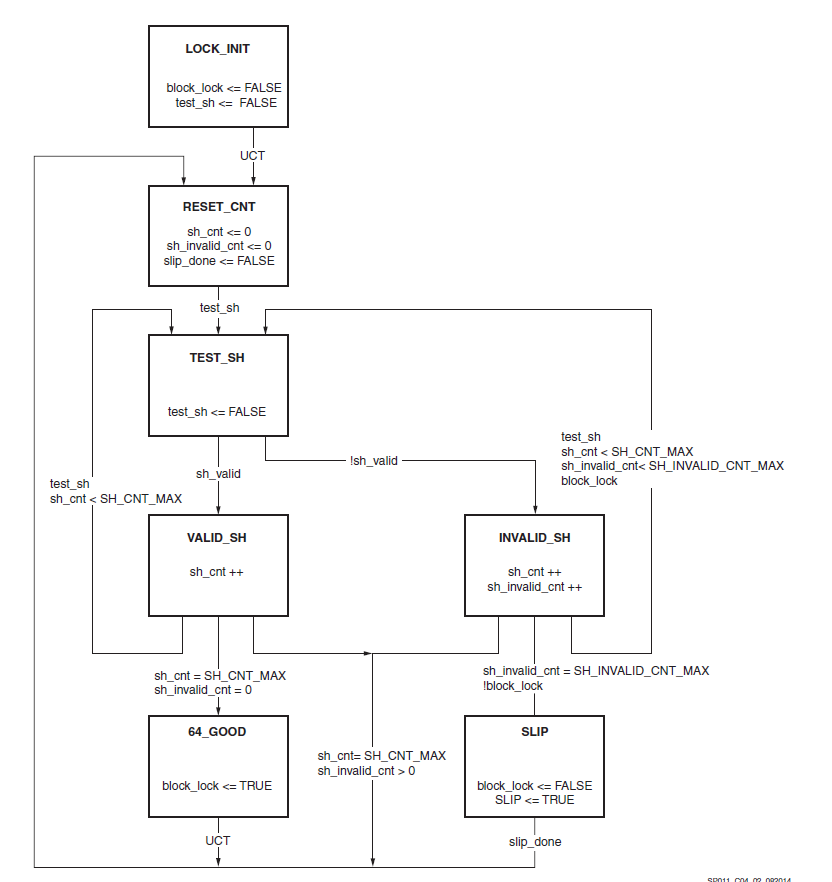 LOCK_INIT
block_lock <= FALSE
test_sh <= FALSE
UCT
RESET_CNT
sh_cnt <= 0
sh_invalid_cnt <= 0
slip_done <= FALSE
test_sh
TEST_SH
test_sh <= FALSE
test_sh
sh_cnt < SH_CNT_MAX
sh_valid
!sh_valid
test_sh
sh_cnt < SH_CNT_MAX
sh_invalid_cnt< SH_INVALID_CNT_MAX
block_lock
VALID_SH
sh_cnt ++
INVALID_SH
sh_cnt ++
sh_invalid_cnt ++
sh_cnt = SH_CNT_MAX
sh_invalid_cnt = 0
sh_invalid_cnt = SH_INVALID_CNT_MAX
!block_lock
64_GOOD
block_lock <= TRUE
sh_cnt= SH_CNT_MAX
sh_invalid_cnt > 0
SLIP
block_lock <= FALSE
SLIP <= TRUE
UCT
slip_done
SP011_C04_02_082014